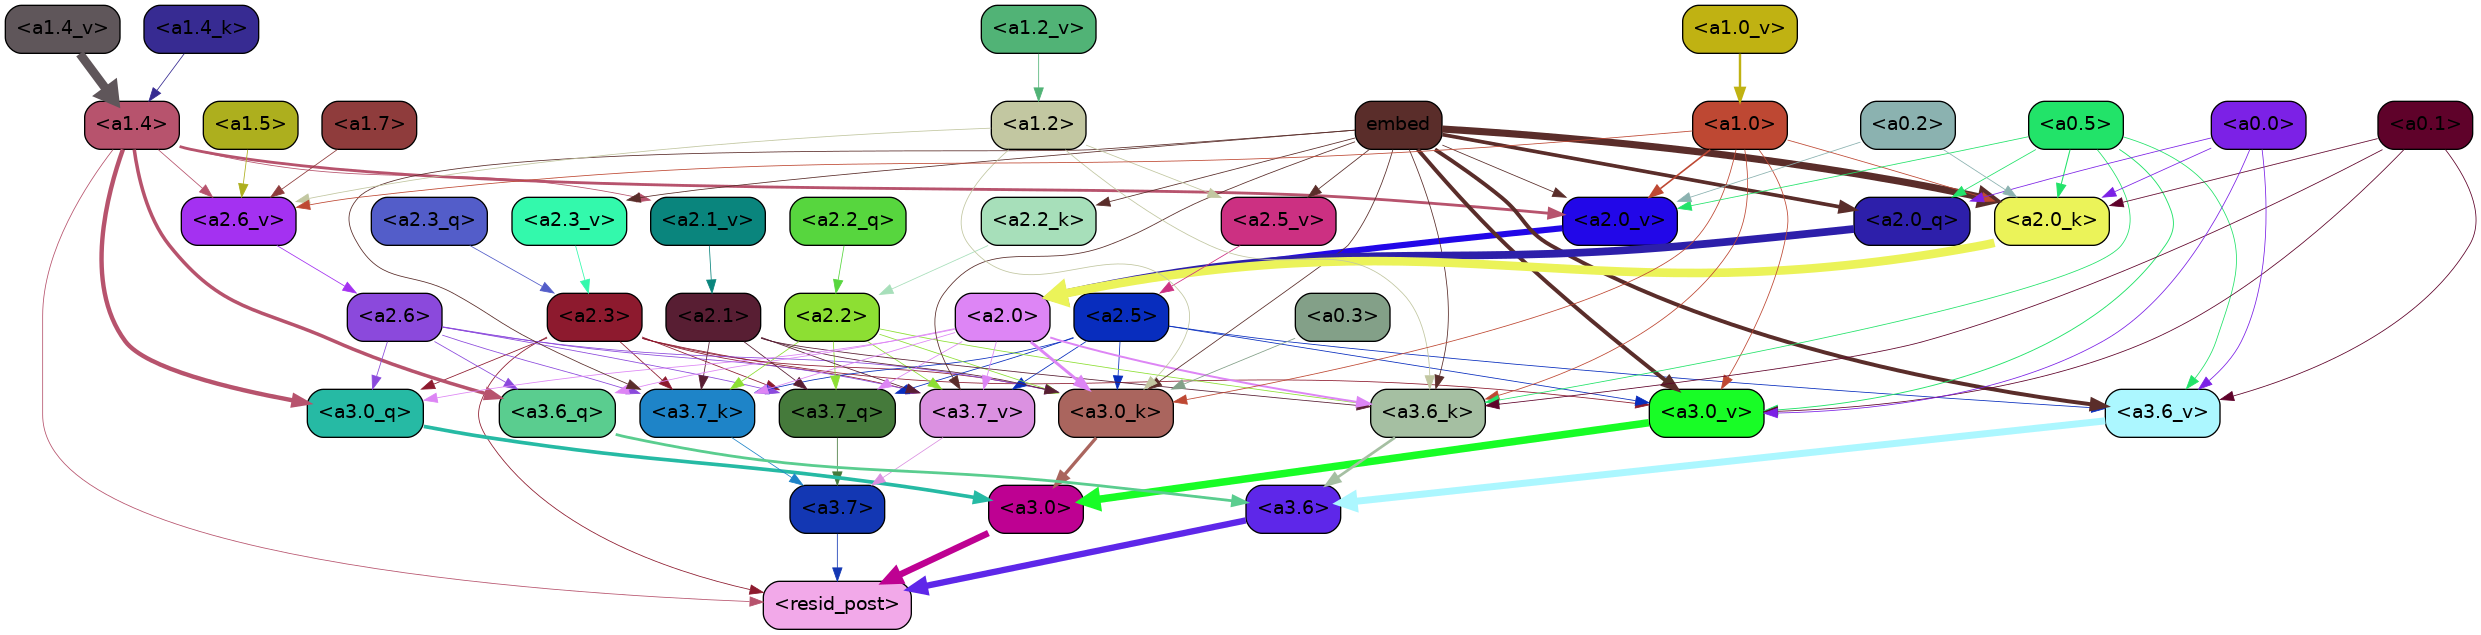 <a1.4_v> <a1.4_k> <a1.2_v> <a1.0_v>
<a1.4> <a1.5> <a1.7> <a1.2> embed <a1.0> <a0.2> <a0.5> <a0.0> <a0.1>
<a2.6_v> <a2.3_q> <a2.3_v> <a2.1_v> <a2.2_q> <a2.2_k> <a2.5_v> <a2.0_v> <a2.0_q> <a2.0_k>
<a2.6> <a2.3> <a2.1> <a2.2> <a2.0> <a2.5> <a0.3>
<a3.0_q> <a3.6_q> <a3.7_k> <a3.7_q> <a3.7_v> <a3.0_k> <a3.6_k> <a3.0_v> <a3.6_v>
<a3.7> <a3.0> <a3.6>
<resid_post>